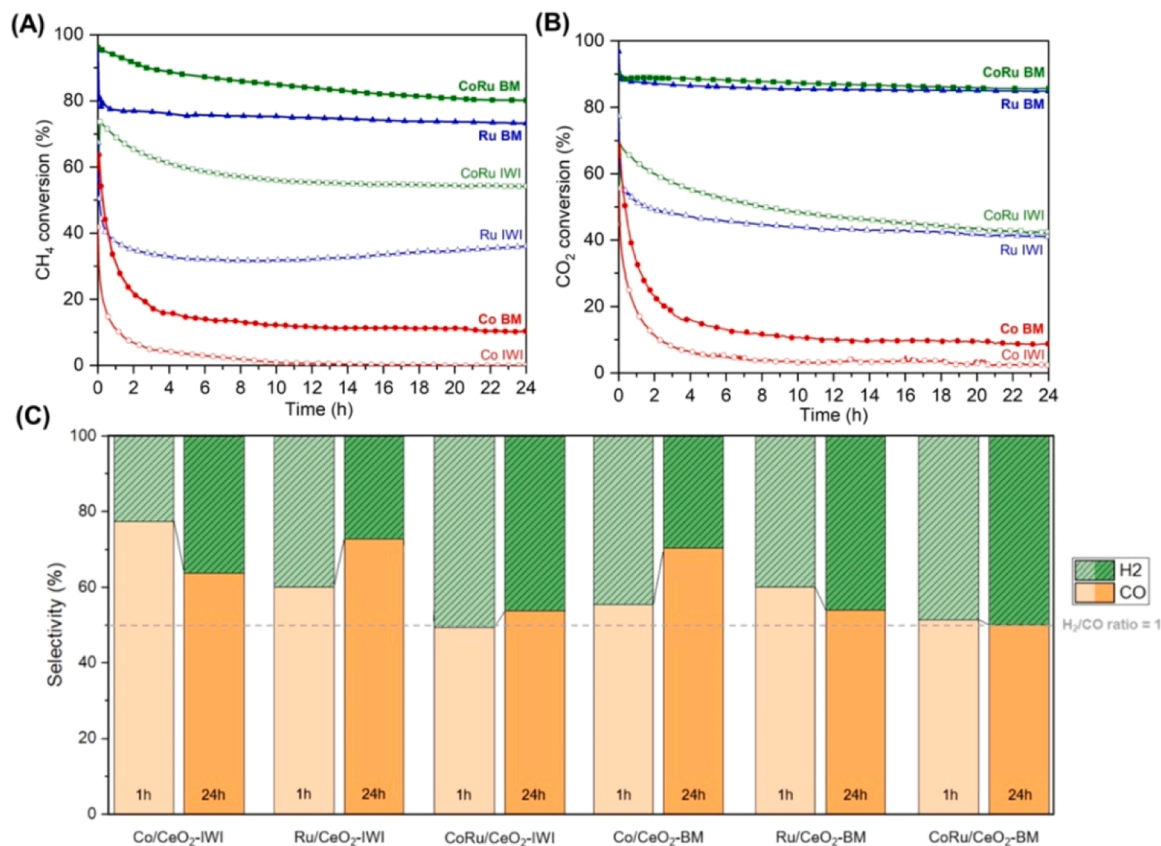 (A)
CH₄ conversion (%)
100
80
60
40
20
0
CoRu BM
Ru BM
CoRu IWI
Ru IWI
Co BM
Co IWI
0 2 4 6 8 10 12 14 16 18 20 22 24
Time (h)
(B)
CO₂ conversion (%)
100
80
60
40
20
0
CoRu BM
Ru BM
CoRu IWI
Ru IWI
Co BM
Co IWI
0 2 4 6 8 10 12 14 16 18 20 22 24
Time (h)
(C)
Selectivity (%)
100
80
60
40
20
0
H2
CO
H₂/CO ratio = 1
1h 24h 1h 24h 1h 24h 1h 24h 1h 24h 1h 24h
Co/CeO₂-IWI Ru/CeO₂-IWI CoRu/CeO₂-IWI Co/CeO₂-BM Ru/CeO₂-BM CoRu/CeO₂-BM